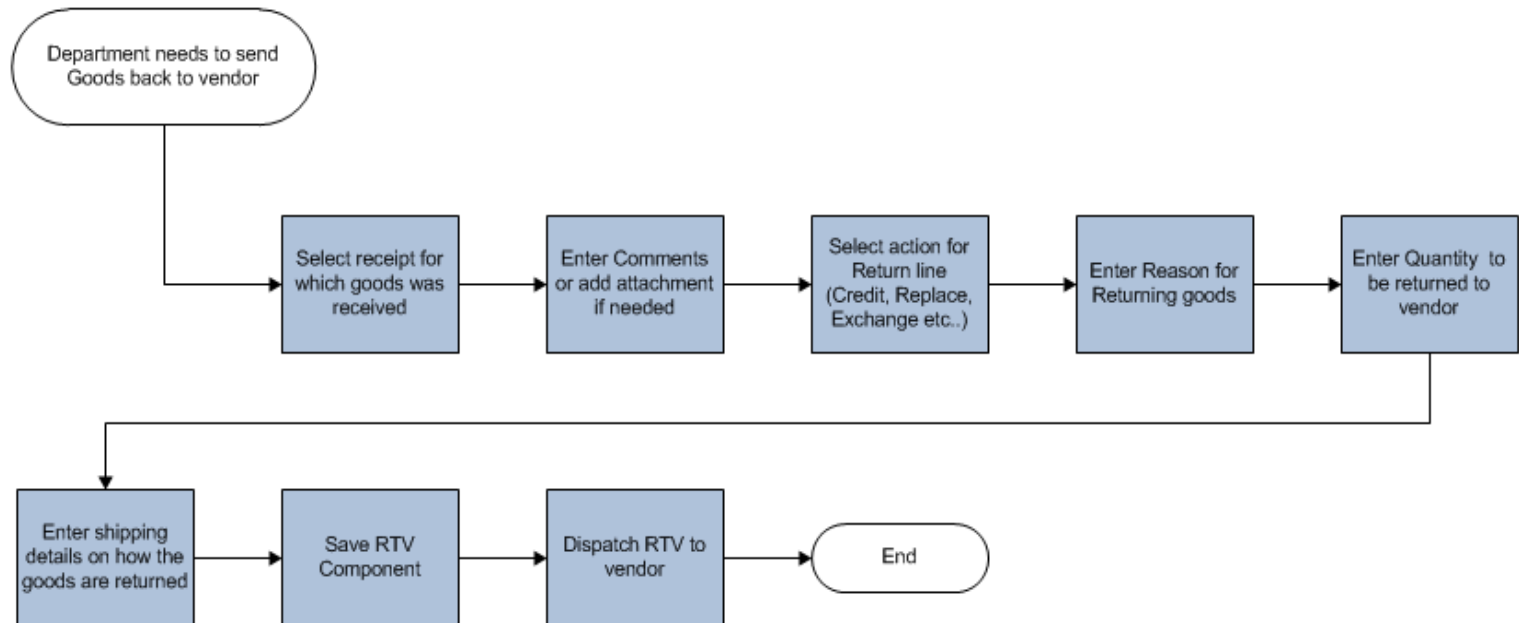 Department needs to send
Goods back to vendor
Select receipt for
which goods was
received
Enter Comments
or add attachment
if needed
Select action for
Return line
(Credit, Replace,
Exchange etc..)
Enter Reason for
Returning goods
Enter Quantity to
be returned to
vendor
Enter shipping
details on how the
goods are returned
Save RTV
Component
Dispatch RTV to
vendor
End